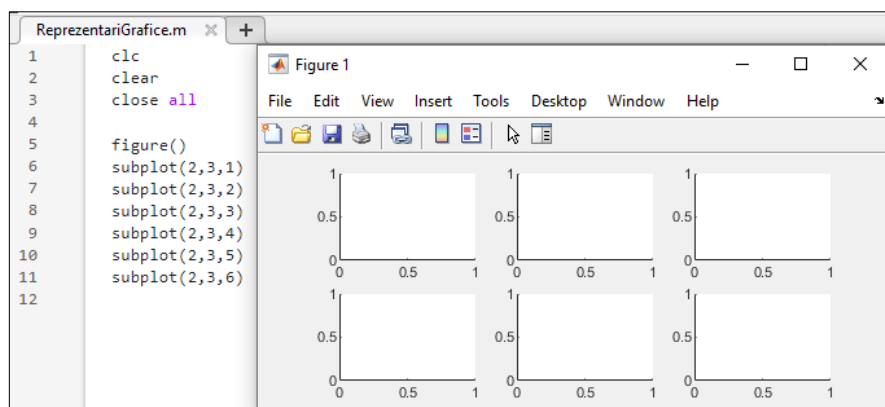 ReprezentariGrafice.m
1 clc
2 clear
3 close all
4
5 figure()
6 subplot(2,3,1)
7 subplot(2,3,2)
8 subplot(2,3,3)
9 subplot(2,3,4)
10 subplot(2,3,5)
11 subplot(2,3,6)
12
Figure 1
File Edit View Insert Tools Desktop Window Help
1 1 1
0.5 0.5 0.5
0 0 0
0 0.5 1 0 0.5 1 0 0.5 1
1 1 1
0.5 0.5 0.5
0 0 0
0 0.5 1 0 0.5 1 0 0.5 1